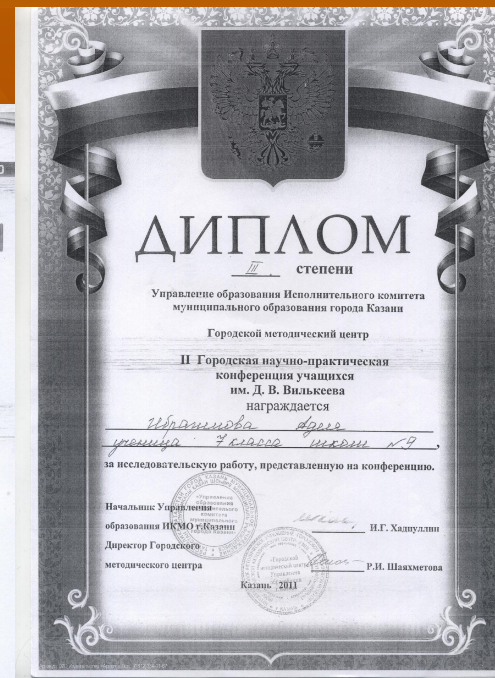 ДИПЛОМ
III степени
Управление образования Исполнительного комитета
муниципального образования города Казани
Городской методический центр
II Городская научно-практическая
конференция учащихся
им. Д. В. Вилькеева
награждается
Ибрагимова Аделя
ученица 7 класса школы №9,
за исследовательскую работу, представленную на конференцию.
Начальник Управления
образования ИКМО г.Казани И.Г. Хадиуллин
Директор Городского
методического центра Р.И. Шаяхметова
Казань 2011